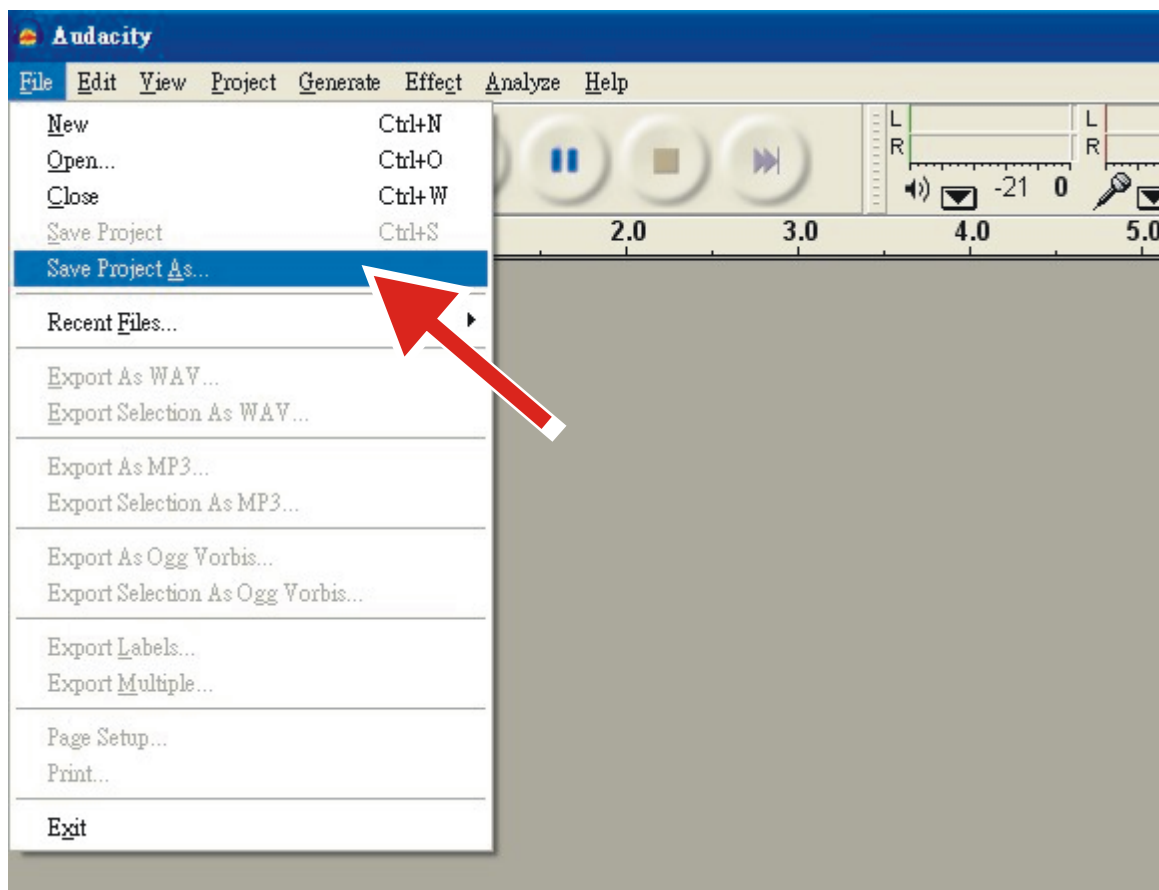 Audacity
File Edit View Project Generate Effect Analyze Help
New Ctrl+N
Open... Ctrl+O
Close Ctrl+W
Save Project Ctrl+S
Save Project As...
Recent Files...
Export As WAV...
Export Selection As WAV...
Export As MP3...
Export Selection As MP3...
Export As Ogg Vorbis...
Export Selection As Ogg Vorbis...
Export Labels...
Export Multiple...
Page Setup...
Print...
Exit
L L
R R
-21 0
2.0 3.0 4.0 5.0